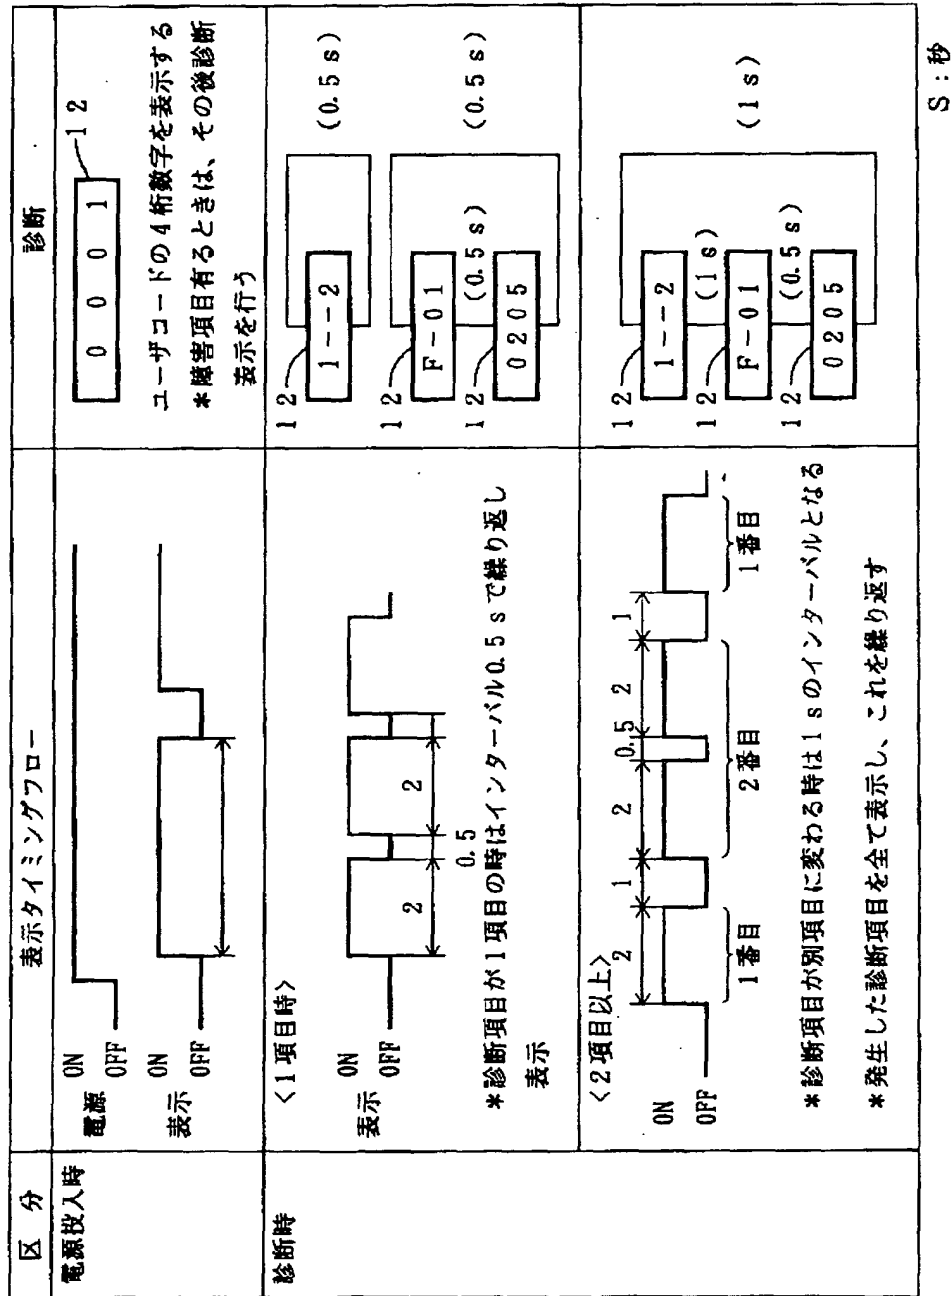 区 分
表示タイミングフロー
診断
電源投入時
電源
ON
OFF
表示
ON
OFF
0 0 0 1
12
ユーザコードの4桁数字を表示する
*障害項目有るときは、その後診断
表示を行う
診断時
<1項目時>
表示
ON
OFF
2
0.5
2
*診断項目が1項目の時はインターバル0.5sで繰り返し
表示
12
1--2
(0.5s)
12
F-01
(0.5s)
12
0205
(0.5s)
<2項目以上>
ON
OFF
2
1
2
0.5
2
1
1番目
2番目
1番目
*診断項目が別項目に変わる時は1sのインターバルとなる
*発生した診断項目を全て表示し、これを繰り返す
12
1--2
(1s)
12
F-01
(0.5s)
12
0205
(1s)
S:秒